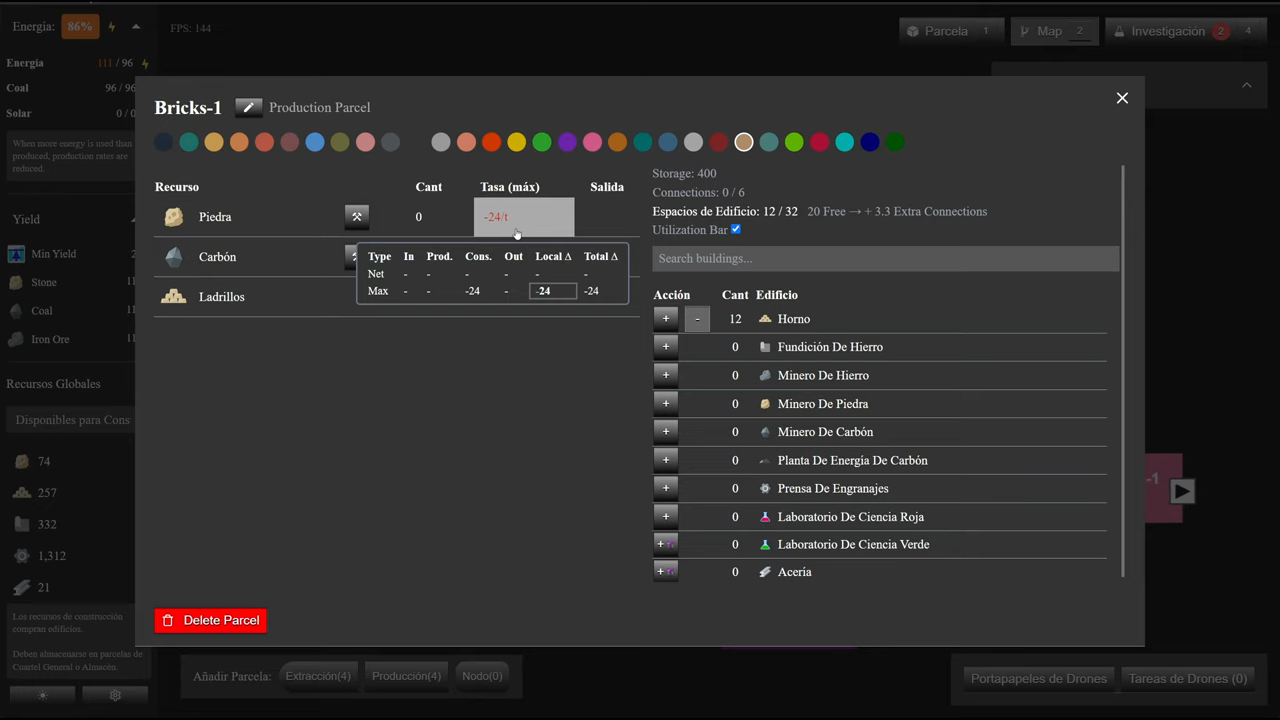 Energía: 86%
FPS: 144
Parcela 1
Map 2
Investigación 2 4
Energía 111 / 96
Coal 96 / 96
Solar 0 / 0
When more energy is used than
produced, production rates are
reduced.
Yield
Min Yield 2
Stone 11
Coal 11
Iron Ore 11
Recursos Globales
Disponibles para Cons
74
257
332
1,312
21
Los recursos de construcción
compran edificios.
Deben almacenarse en parcelas de
Cuartel General o Almacén.
Bricks-1 Production Parcel
Recurso Cant Tasa (máx) Salida
Piedra 0 -24/t
Carbón
Ladrillos
Type In Prod. Cons. Out Local Δ Total Δ
Net - - - - - -
Max - - -24 - -24 -24
Delete Parcel
Storage: 400
Connections: 0 / 6
Espacios de Edificio: 12 / 32 20 Free → + 3.3 Extra Connections
Utilization Bar
Search buildings...
Acción Cant Edificio
+ - 12 Horno
+ 0 Fundición De Hierro
+ 0 Minero De Hierro
+ 0 Minero De Piedra
+ 0 Minero De Carbón
+ 0 Planta De Energía De Carbón
+ 0 Prensa De Engranajes
+ 0 Laboratorio De Ciencia Roja
+ 0 Laboratorio De Ciencia Verde
+ 0 Acería
-1
Añadir Parcela: Extracción(4) Producción(4) Nodo(0)
Portapapeles de Drones
Tareas de Drones (0)